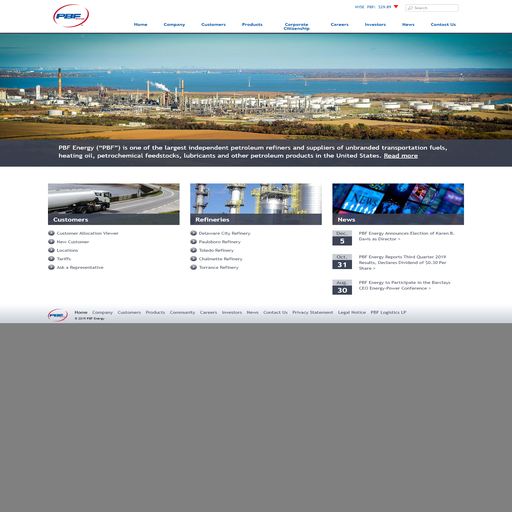 PBF
NYSE PBF: $29.89
Search
Home Company Customers Products Corporate Citizenship Careers Investors News Contact Us
PBF Energy ("PBF") is one of the largest independent petroleum refiners and suppliers of unbranded transportation fuels,
heating oil, petrochemical feedstocks, lubricants and other petroleum products in the United States. Read more
News
Customers
Customer Allocation Viewer
New Customer
Locations
Tariffs
Ask a Representative
Refineries
Delaware City Refinery
Paulsboro Refinery
Toledo Refinery
Chalmette Refinery
Torrance Refinery
News
Dec. 5
PBF Energy Announces Election of Karen B.
Davis as Director >
Oct. 31
PBF Energy Reports Third Quarter 2019
Results, Declares Dividend of $0.30 Per
Share >
Aug. 30
PBF Energy to Participate in the Barclays
CEO Energy-Power Conference >
PBF
Home Company Customers Products Community Careers Investors News Contact Us Privacy Statement Legal Notice PBF Logistics LP
© 2019 PBF Energy